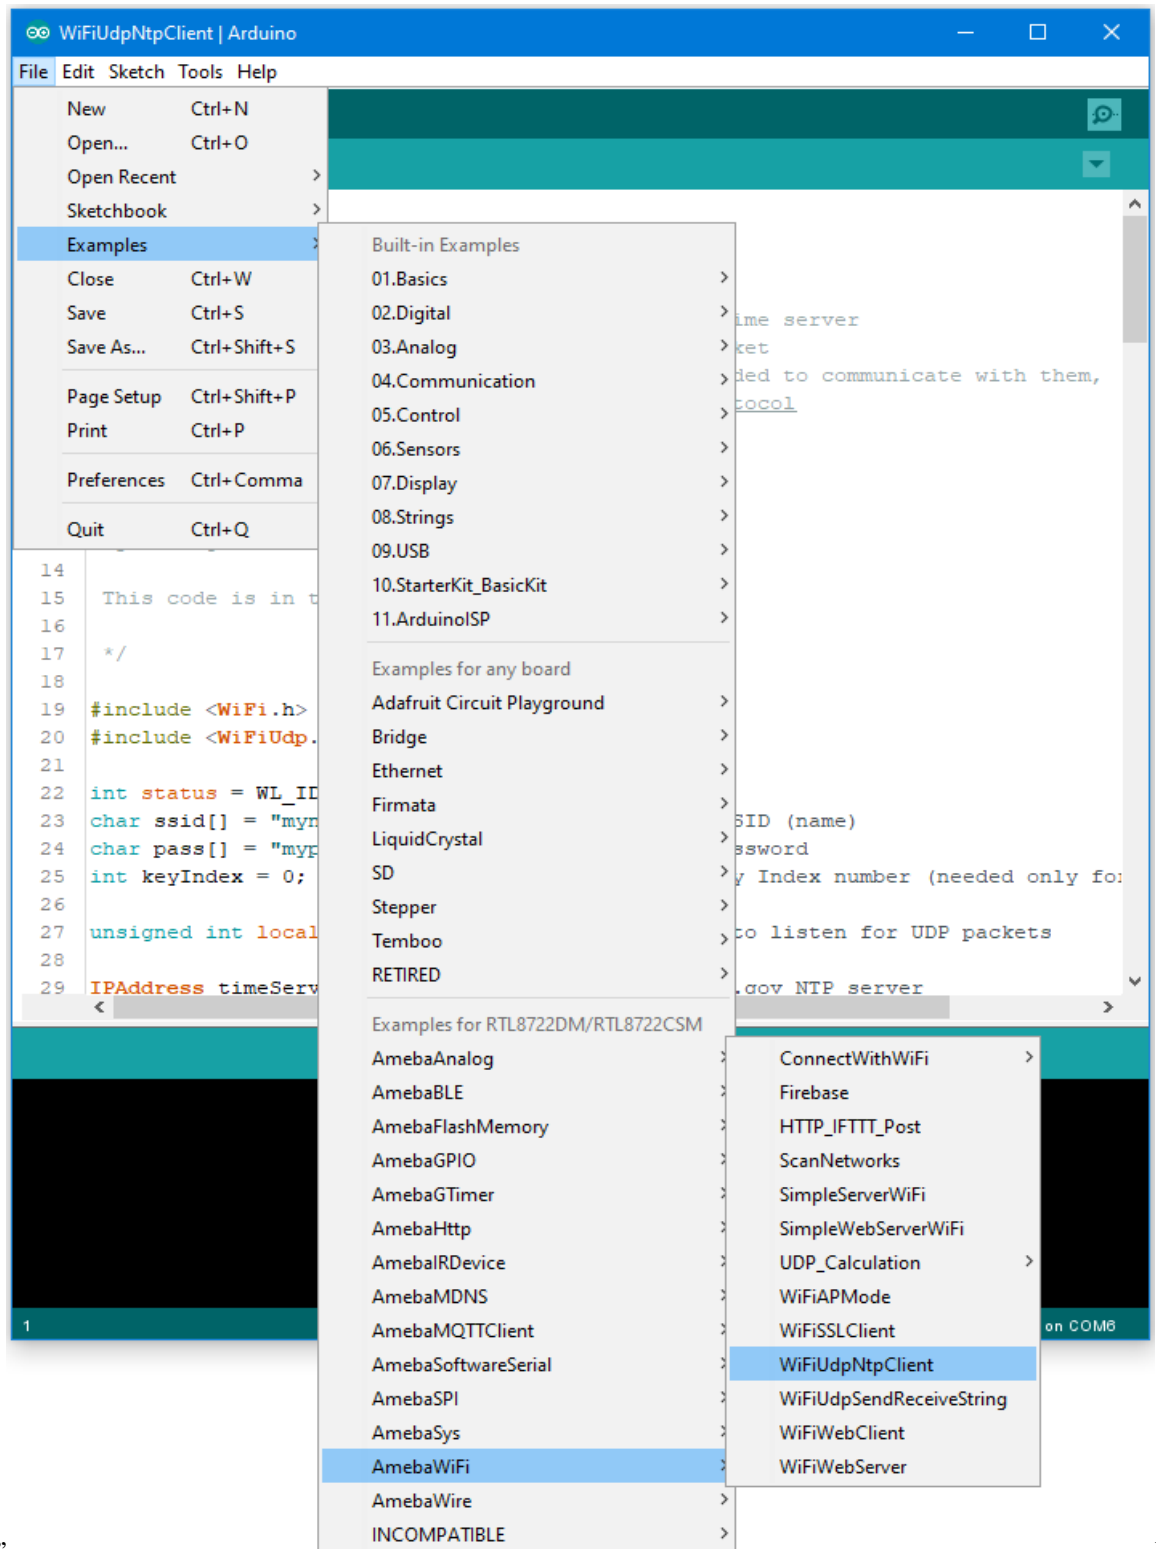 WiFiUdpNtpClient | Arduino
File Edit Sketch Tools Help
New Ctrl+N
Open... Ctrl+O
Open Recent
Sketchbook
Examples
Close Ctrl+W
Save Ctrl+S
Save As... Ctrl+Shift+S
Page Setup Ctrl+Shift+P
Print Ctrl+P
Preferences Ctrl+Comma
Quit Ctrl+Q
Built-in Examples
01.Basics
02.Digital
03.Analog
04.Communication
05.Control
06.Sensors
07.Display
08.Strings
09.USB
10.StarterKit_BasicKit
11.ArduinoISP
Examples for any board
Adafruit Circuit Playground
Bridge
Ethernet
Firmata
LiquidCrystal
SD
Stepper
Temboo
RETIRED
Examples for RTL8722DM/RTL8722CSM
AmebaAnalog
AmebaBLE
AmebaFlashMemory
AmebaGPIO
AmebaGTimer
AmebaHttp
AmebaIRDevice
AmebaMDNS
AmebaMQTTClient
AmebaSoftwareSerial
AmebaSPI
AmebaSys
AmebaWiFi
AmebaWire
INCOMPATIBLE
ConnectWithWiFi
Firebase
HTTP_IFTTT_Post
ScanNetworks
SimpleServerWiFi
SimpleWebServerWiFi
UDP_Calculation
WiFiAPMode
WiFiSSLClient
WiFiUdpNtpClient
WiFiUdpSendReceiveString
WiFiWebClient
WiFiWebServer
ime server
ket
ded to communicate with them,
tocol
14
15 This code is in t
16
17 */
18
19 #include <WiFi.h>
20 #include <WiFiUdp.
21
22 int status = WL_ID
23 char ssid[] = "myn SID (name)
24 char pass[] = "myp ssword
25 int keyIndex = 0; y Index number (needed only for
26
27 unsigned int local to listen for UDP packets
28
29 IPAddress timeServ .gov NTP server
1 on COM6
"